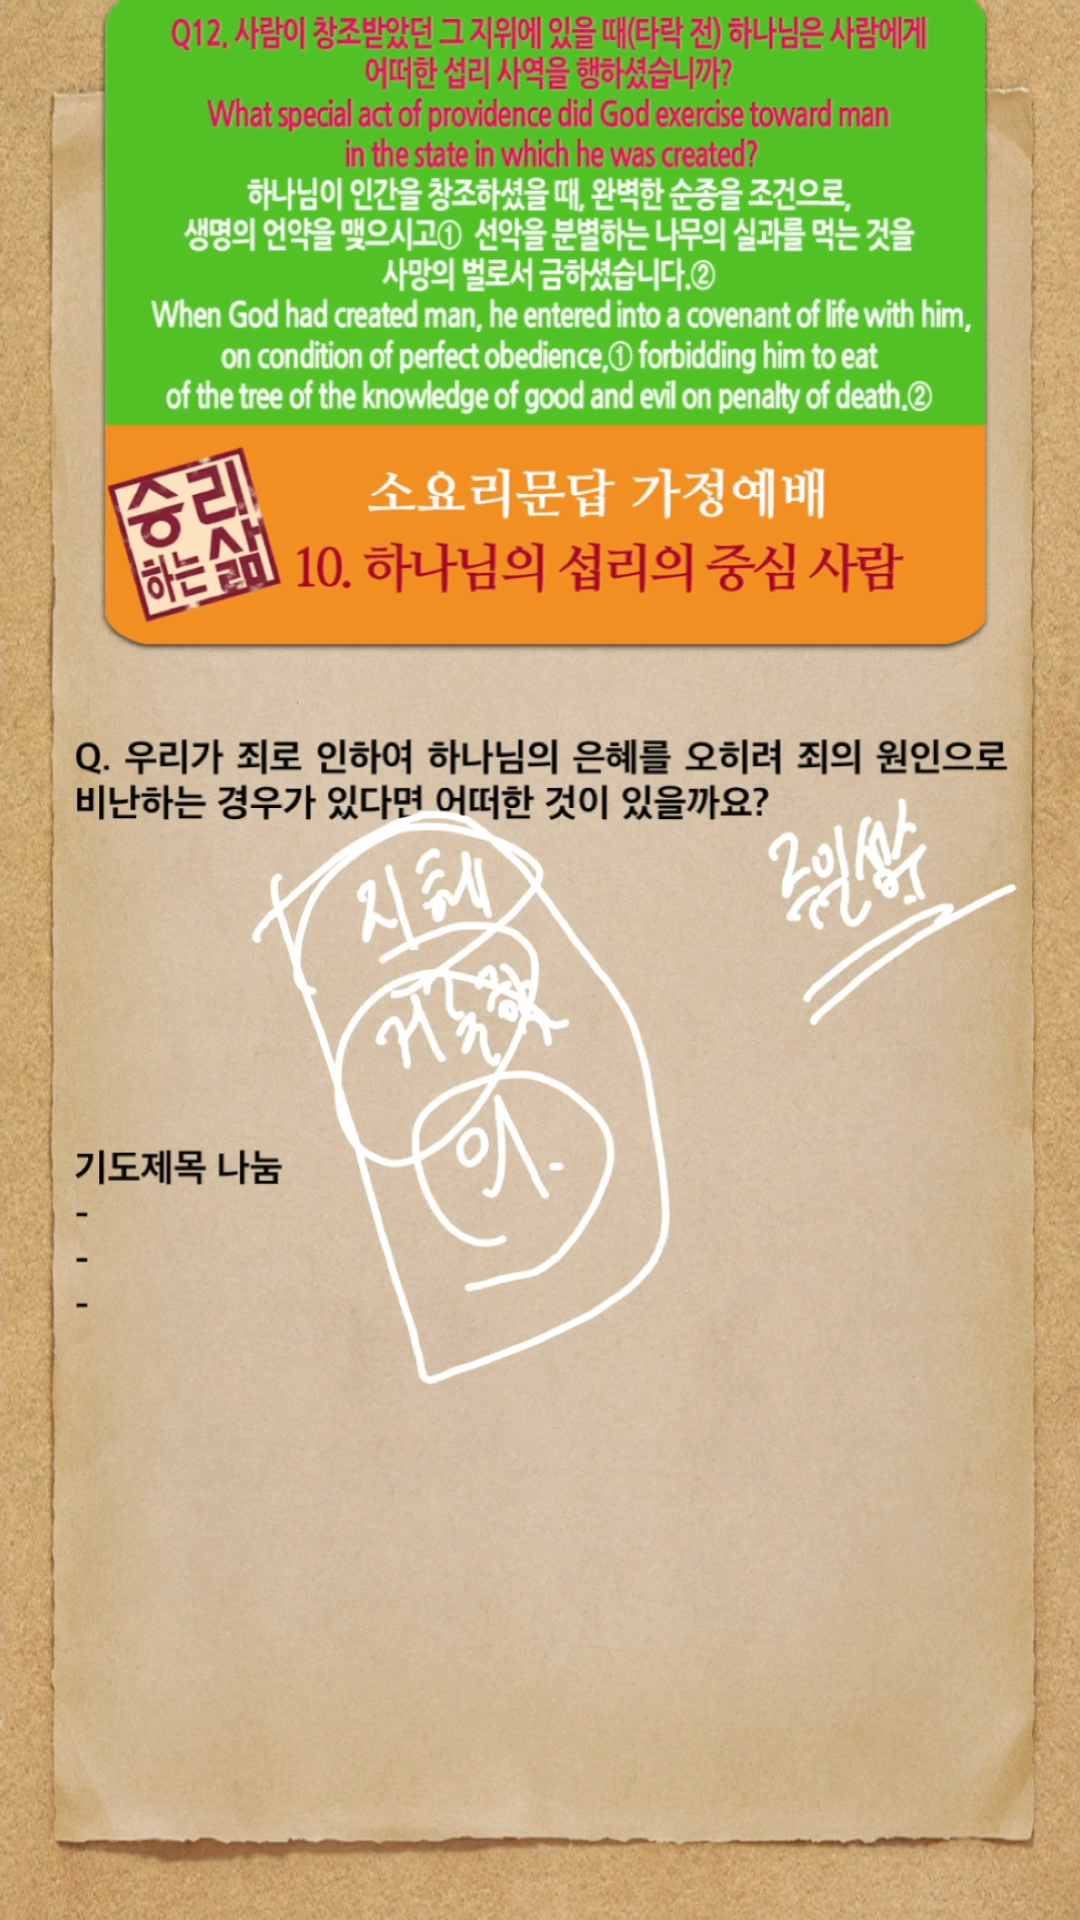 Q12. 사람이 창조받았던 그 지위에 있을 때(타락 전) 하나님은 사람에게
어떠한 섭리 사역을 행하셨습니까?
What special act of providence did God exercise toward man
in the state in which he was created?
하나님이 인간을 창조하셨을 때, 완벽한 순종을 조건으로,
생명의 언약을 맺으시고① 선악을 분별하는 나무의 실과를 먹는 것을
사망의 벌로서 금하셨습니다.②
When God had created man, he entered into a covenant of life with him,
on condition of perfect obedience,① forbidding him to eat
of the tree of the knowledge of good and evil on penalty of death.②
승리
하는 삶
소요리문답 가정예배
10. 하나님의 섭리의 중심 사람
Q. 우리가 죄로 인하여 하나님의 은혜를 오히려 죄의 원인으로
비난하는 경우가 있다면 어떠한 것이 있을까요?
지혜
거룩
기도제목 나눔
-
-
-